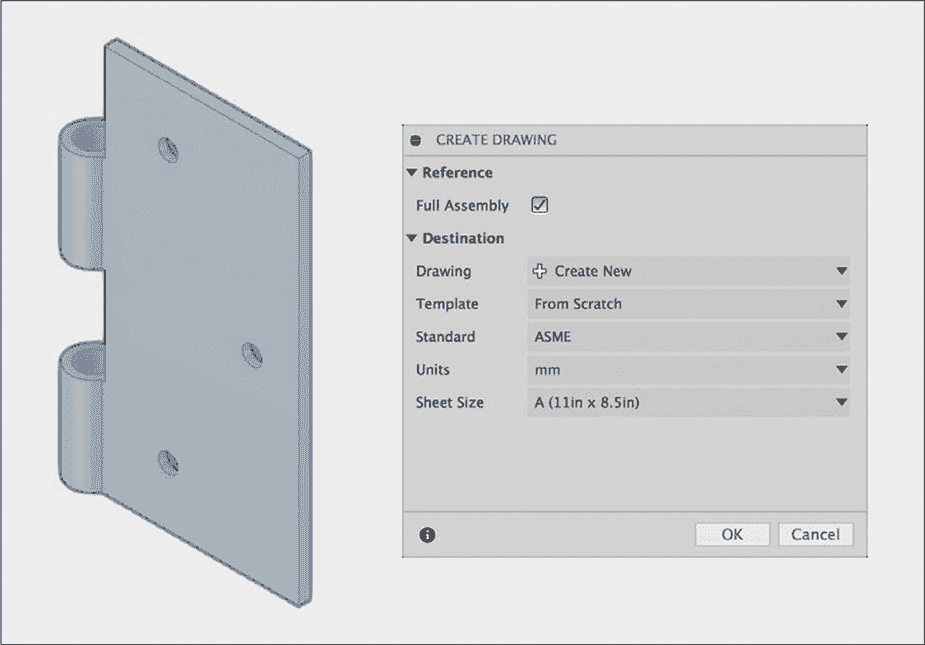 CREATE DRAWING
Reference
Full Assembly
Destination
Drawing Create New
Template From Scratch
Standard ASME
Units mm
Sheet Size A (11in x 8.5in)
OK Cancel